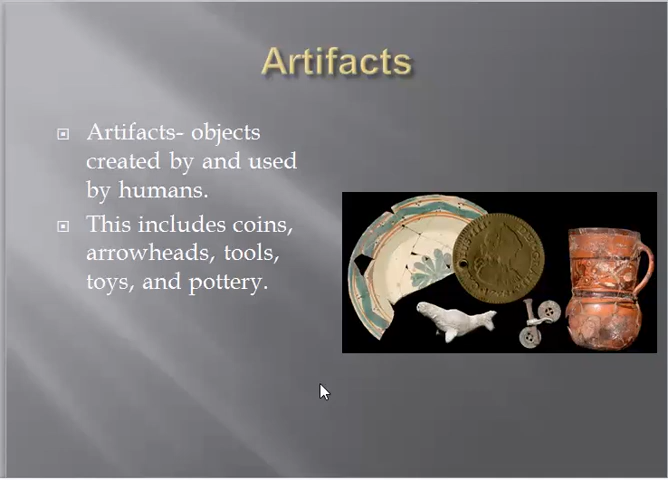 Artifacts
Artifacts- objects
created by and used
by humans.
This includes coins,
arrowheads, tools,
toys, and pottery.